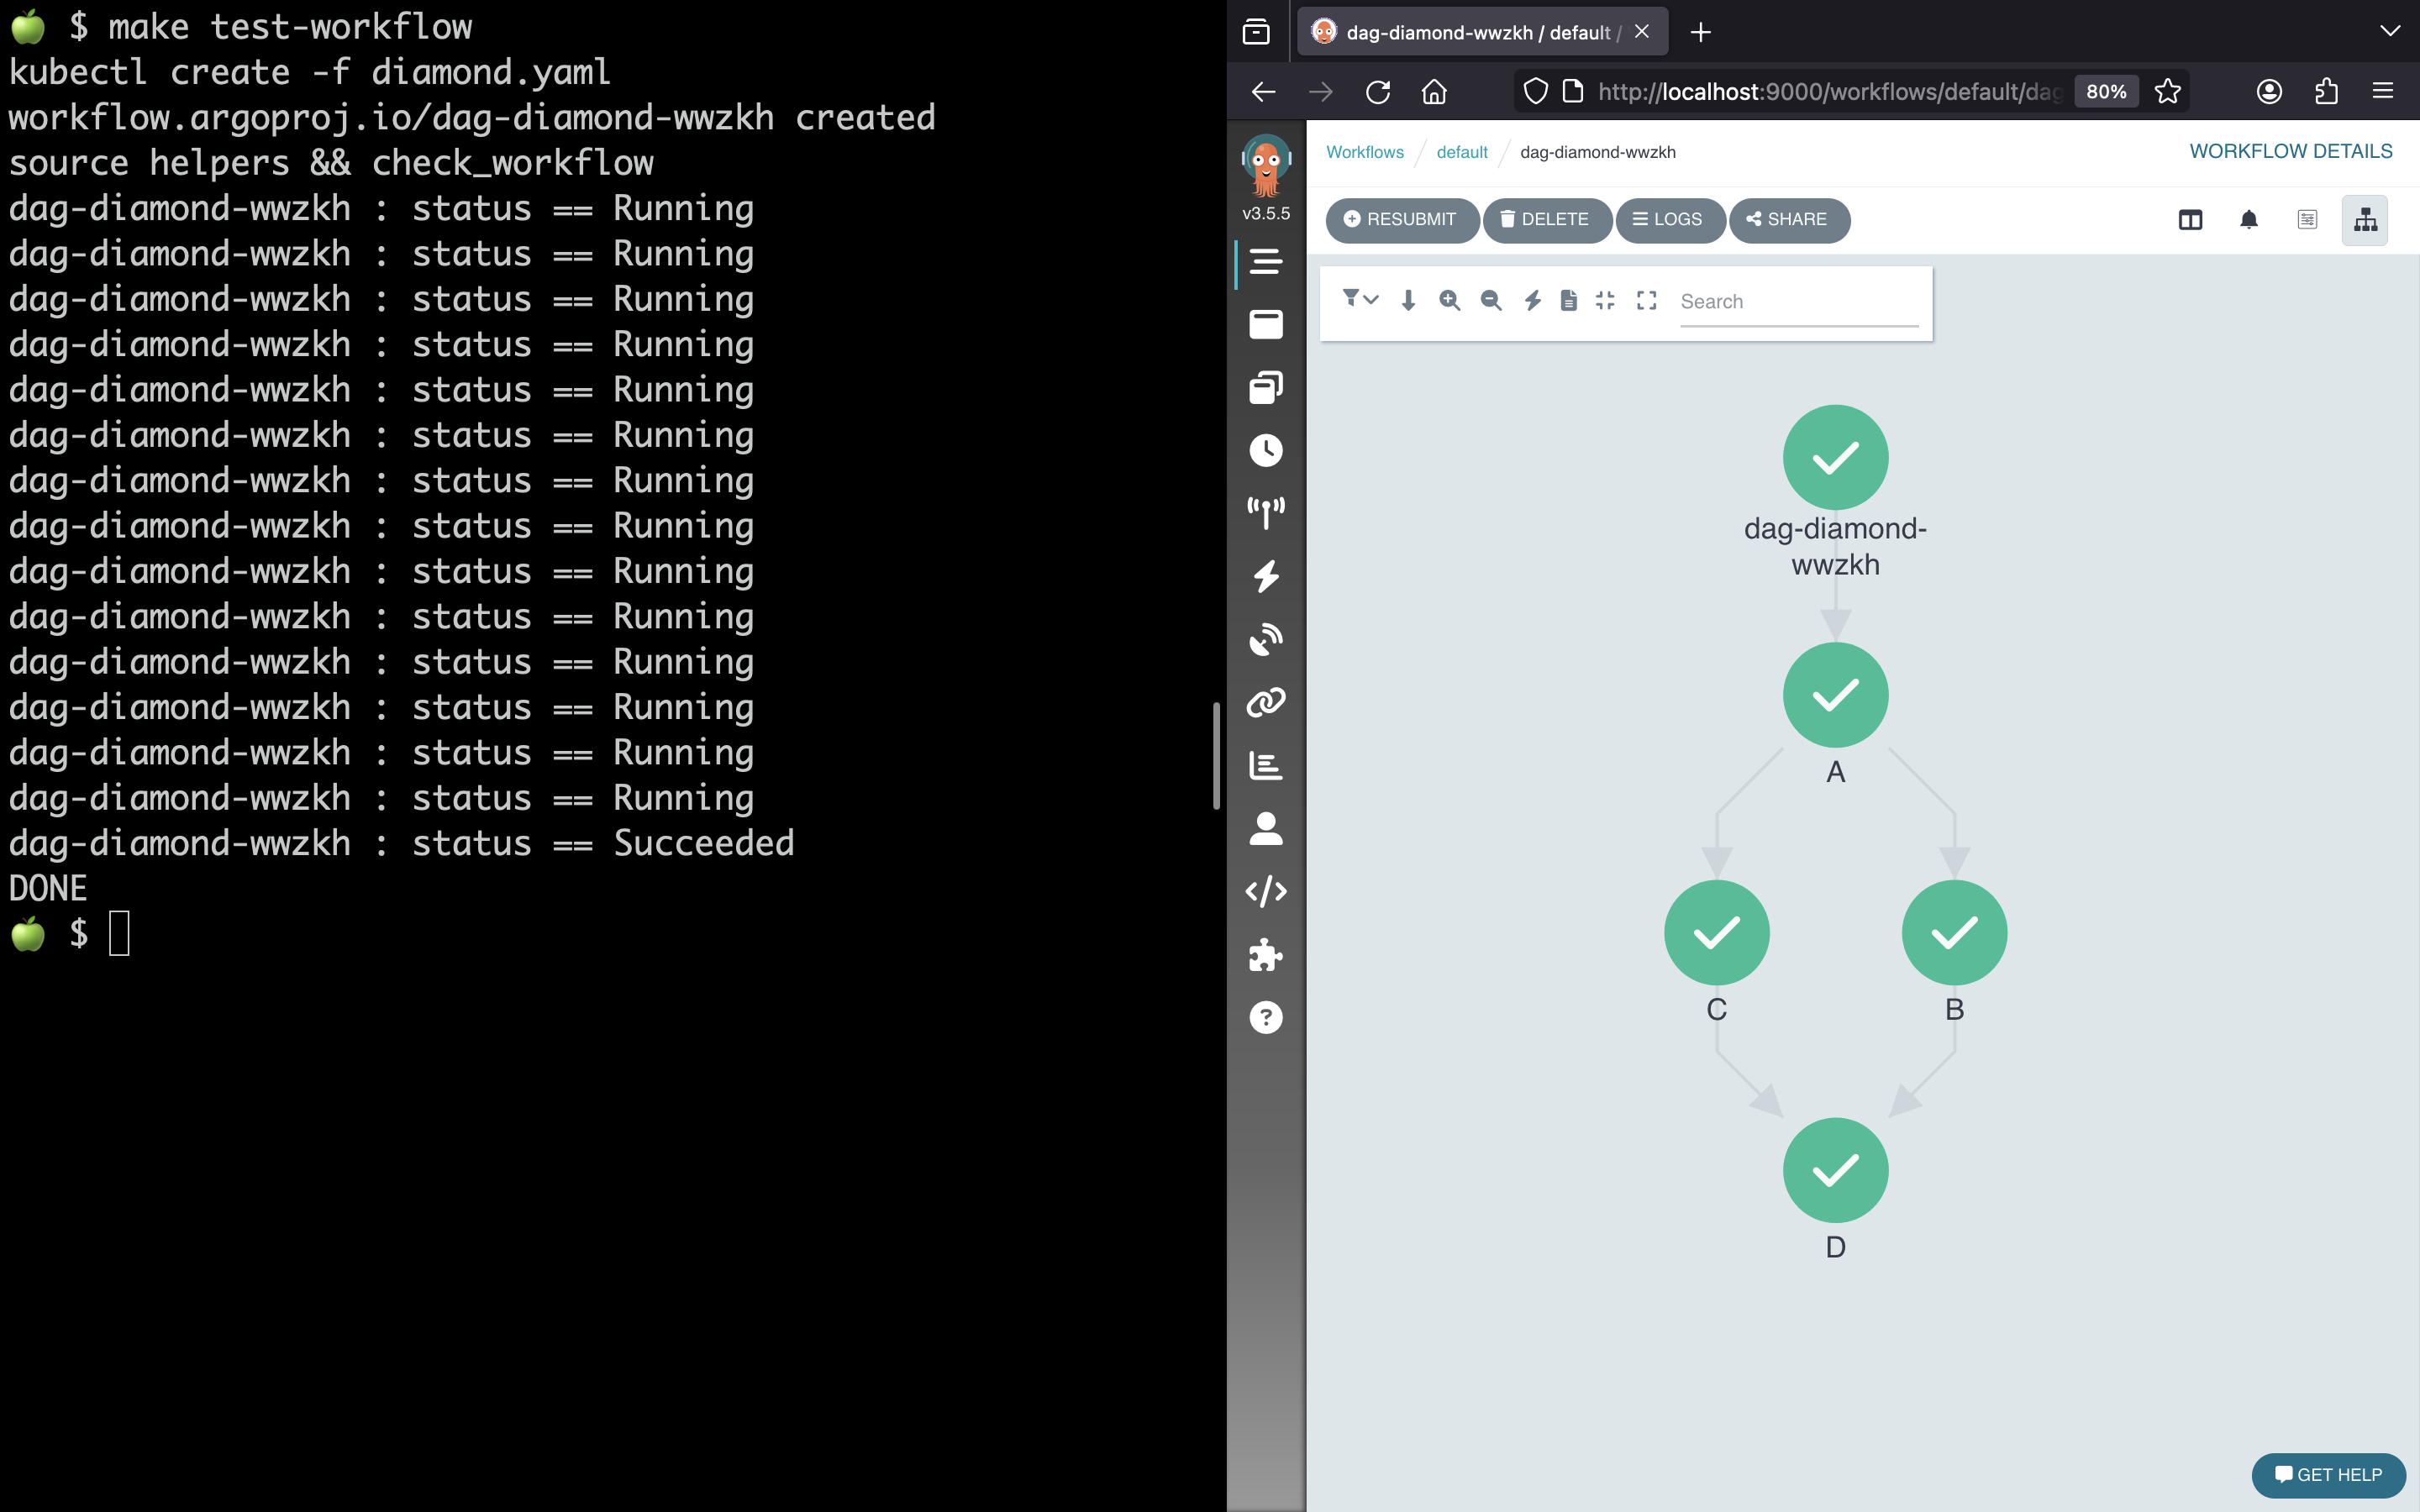 $ make test-workflow
kubectl create -f diamond.yaml
workflow.argoproj.io/dag-diamond-wwzkh created
source helpers && check_workflow
dag-diamond-wwzkh : status == Running
dag-diamond-wwzkh : status == Running
dag-diamond-wwzkh : status == Running
dag-diamond-wwzkh : status == Running
dag-diamond-wwzkh : status == Running
dag-diamond-wwzkh : status == Running
dag-diamond-wwzkh : status == Running
dag-diamond-wwzkh : status == Running
dag-diamond-wwzkh : status == Running
dag-diamond-wwzkh : status == Running
dag-diamond-wwzkh : status == Running
dag-diamond-wwzkh : status == Running
dag-diamond-wwzkh : status == Running
dag-diamond-wwzkh : status == Running
dag-diamond-wwzkh : status == Succeeded
DONE
$
dag-diamond-wwzkh / default /
http://localhost:9000/workflows/default/dag 80%
v3.5.5
Workflows / default / dag-diamond-wwzkh
WORKFLOW DETAILS
RESUBMIT DELETE LOGS SHARE
Search
dag-diamond-
wwzkh
A
C B
D
GET HELP